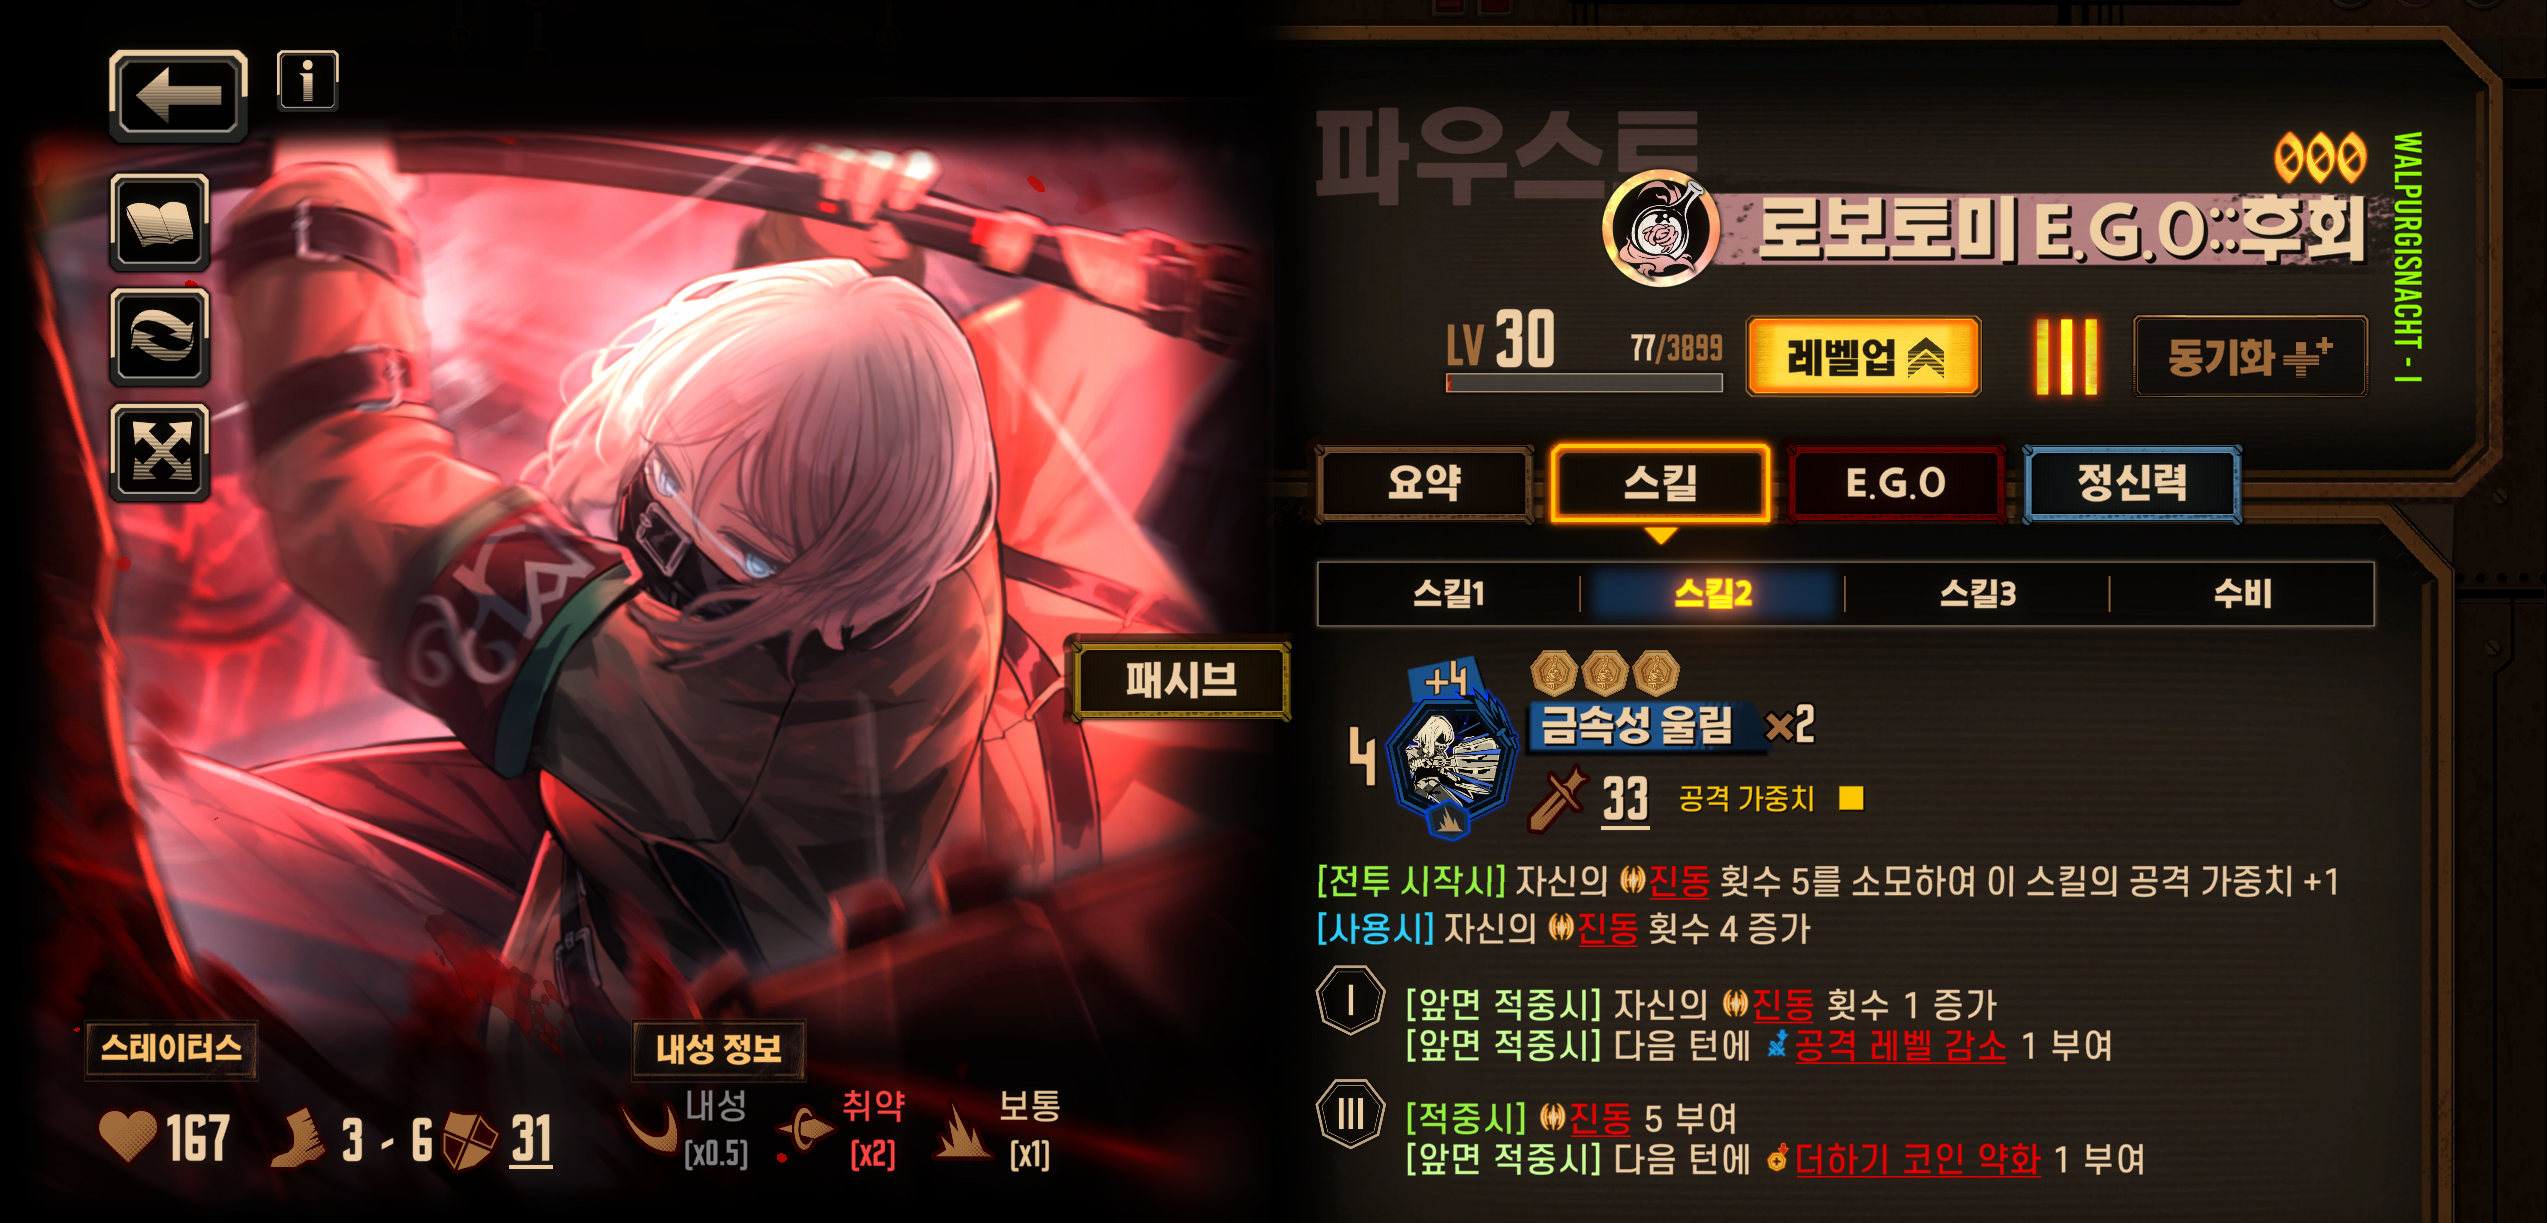 파우스트
로보토미 E.G.O::후회
WALPURGISNACHT - I
LV 30
77/3899
레벨업
동기화
요약
스킬
E.G.O
정신력
스킬1
스킬2
스킬3
수비
패시브
+4
4
금속성 울림 ×2
33
공격 가중치
[전투 시작시] 자신의 진동 횟수 5를 소모하여 이 스킬의 공격 가중치 +1
[사용시] 자신의 진동 횟수 4 증가
I
[앞면 적중시] 자신의 진동 횟수 1 증가
[앞면 적중시] 다음 턴에 공격 레벨 감소 1 부여
III
[적중시] 진동 5 부여
[앞면 적중시] 다음 턴에 더하기 코인 약화 1 부여
스테이터스
167
3 - 6
31
내성 정보
내성
[x0.5]
취약
[x2]
보통
[x1]